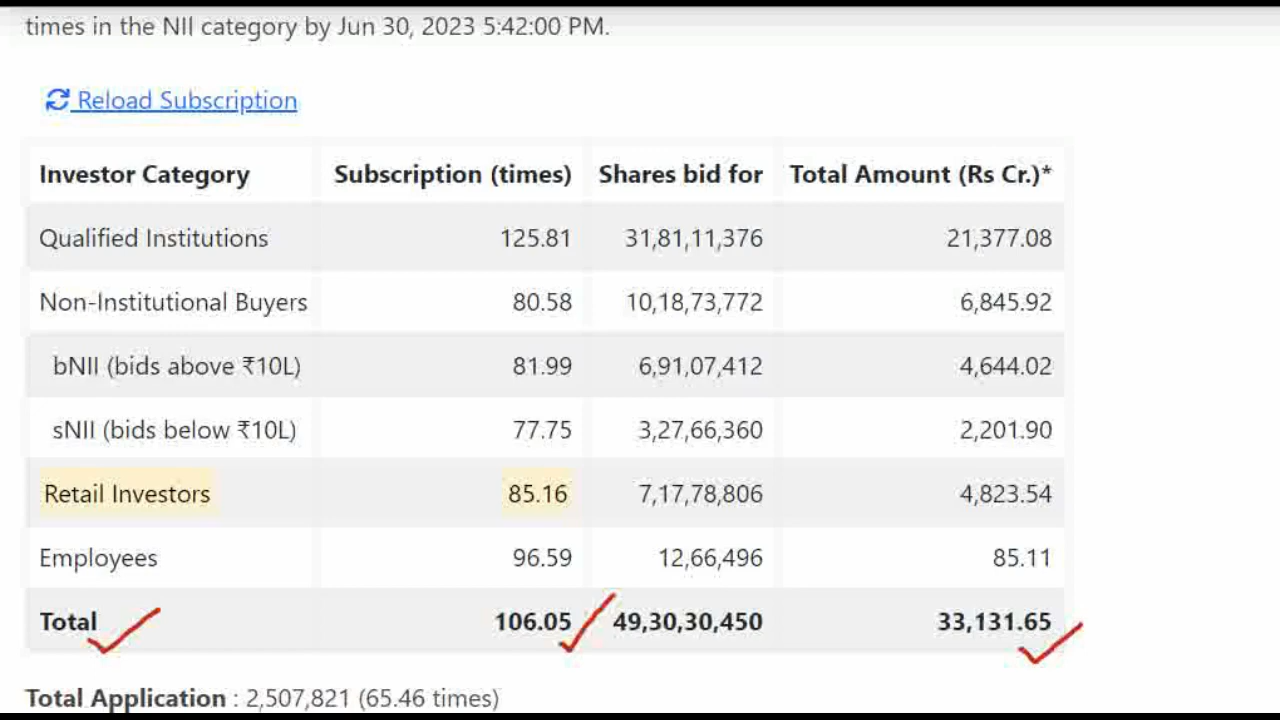 times in the NII category by Jun 30, 2023 5:42:00 PM.
Reload Subscription
Investor Category Subscription (times) Shares bid for Total Amount (Rs Cr.)*
Qualified Institutions 125.81 31,81,11,376 21,377.08
Non-Institutional Buyers 80.58 10,18,73,772 6,845.92
bNII (bids above ₹10L) 81.99 6,91,07,412 4,644.02
sNII (bids below ₹10L) 77.75 3,27,66,360 2,201.90
Retail Investors 85.16 7,17,78,806 4,823.54
Employees 96.59 12,66,496 85.11
Total 106.05 49,30,30,450 33,131.65
Total Application : 2,507,821 (65.46 times)